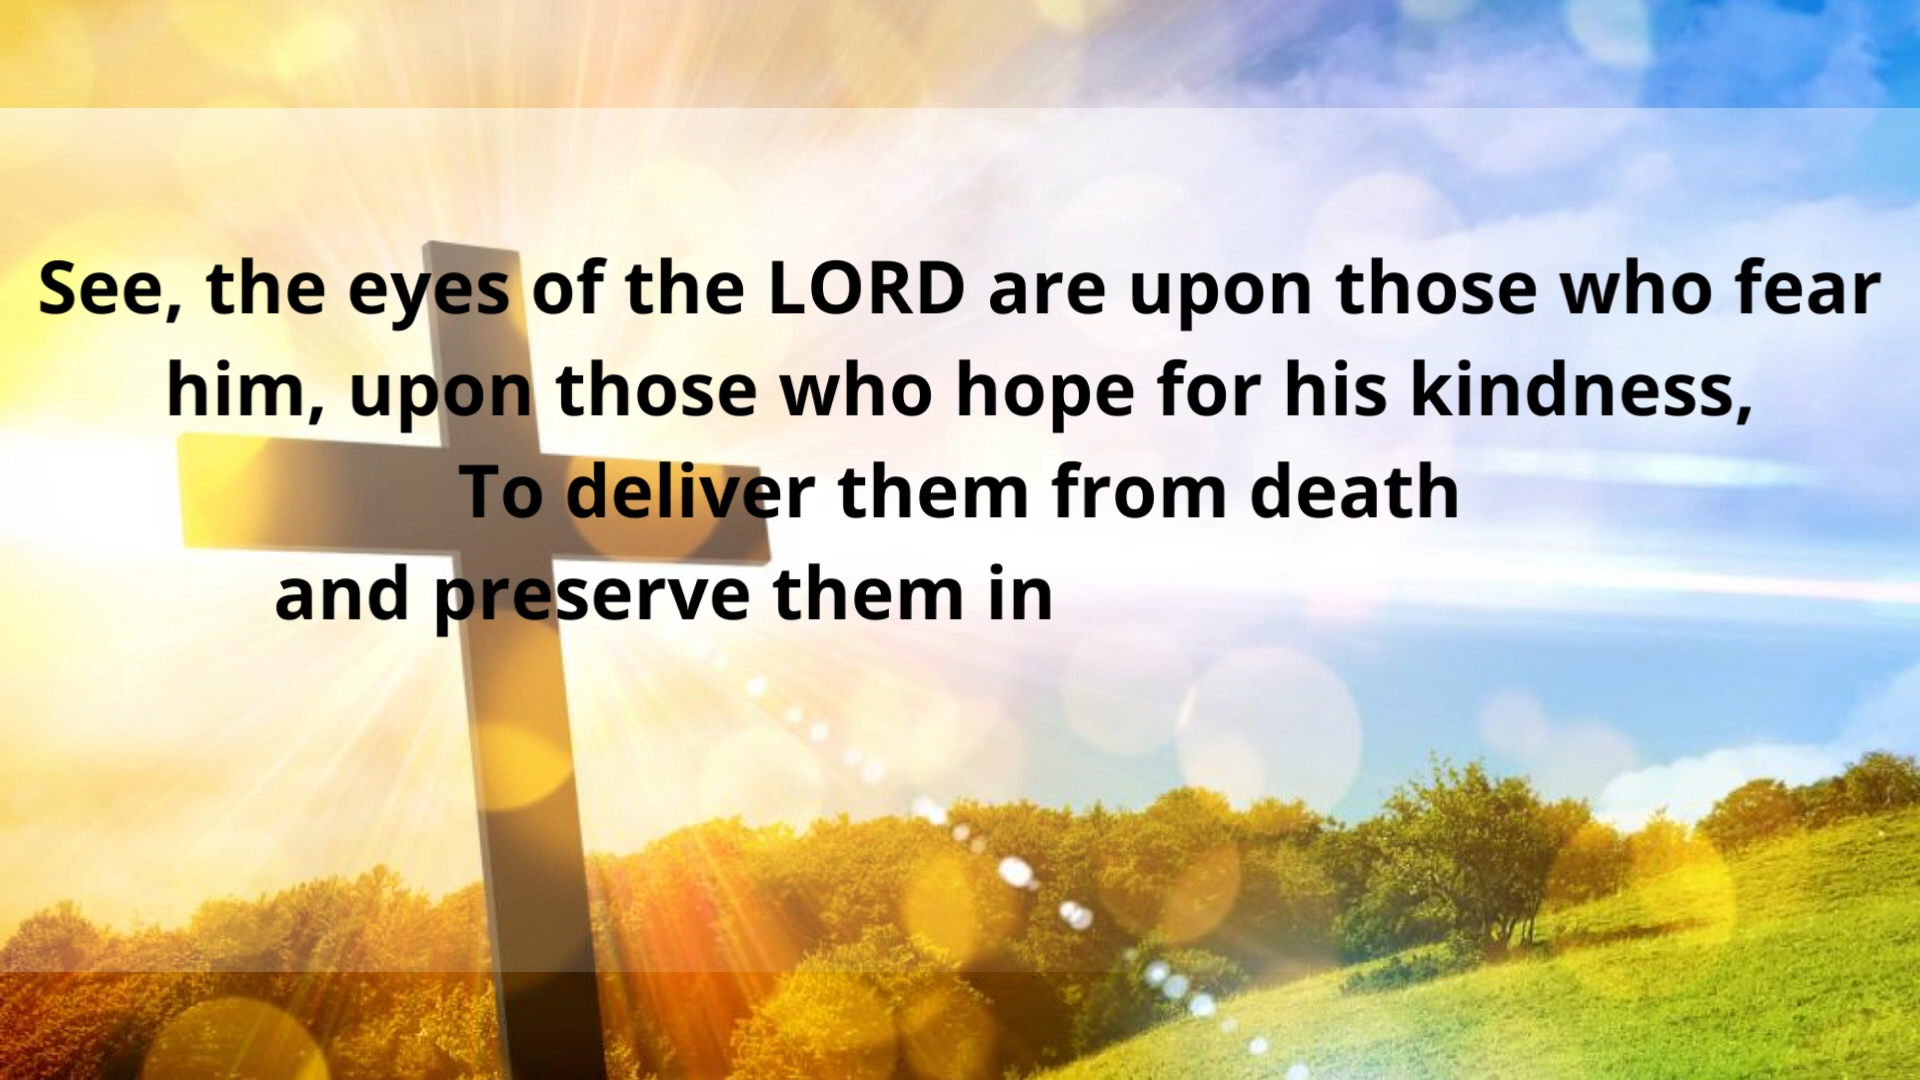 See, the eyes of the LORD are upon those who fear
him, upon those who hope for his kindness,
To deliver them from death
and preserve them in